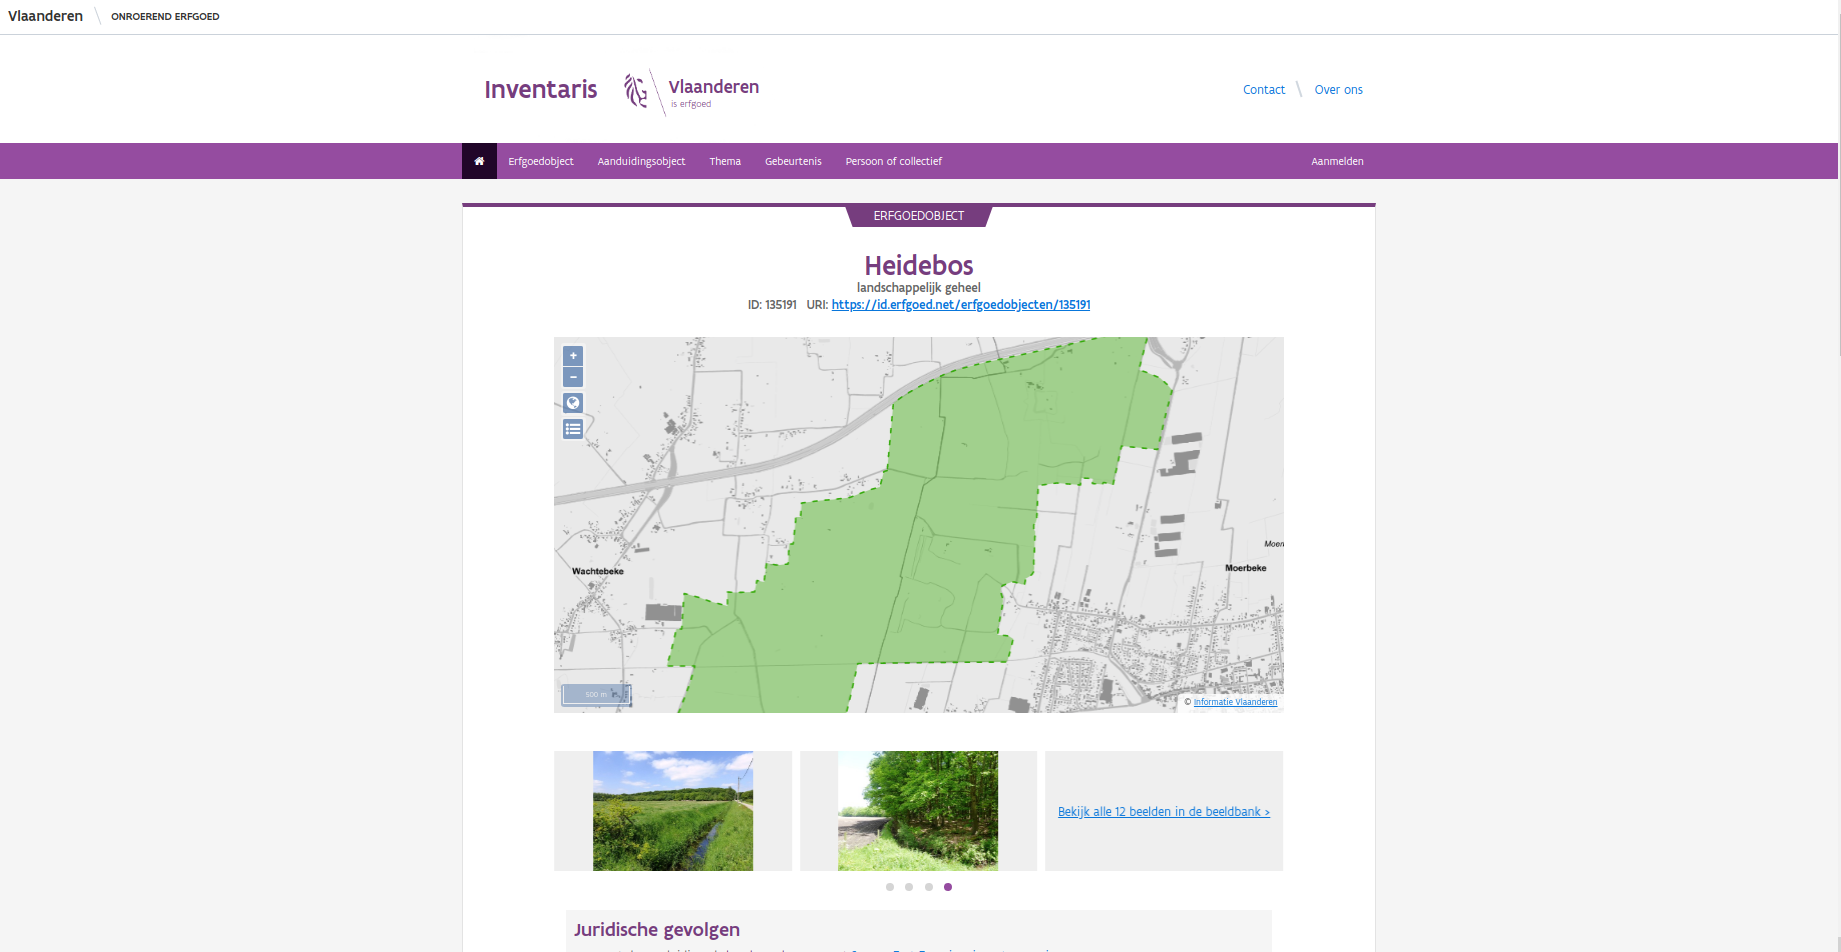 Vlaanderen ONROEREND ERFGOED
Inventaris
Vlaanderen
is erfgoed
Contact Over ons
Erfgoedobject Aanduidingsobject Thema Gebeurtenis Persoon of collectief Aanmelden
ERFGOEDOBJECT
Heidebos
landschappelijk geheel
ID: 135191 URI: https://id.erfgoed.net/erfgoedobjecten/135191
+
−
Moer
Wachtebeke
Moerbeke
500 m
© Informatie Vlaanderen
Bekijk alle 12 beelden in de beeldbank >
Juridische gevolgen